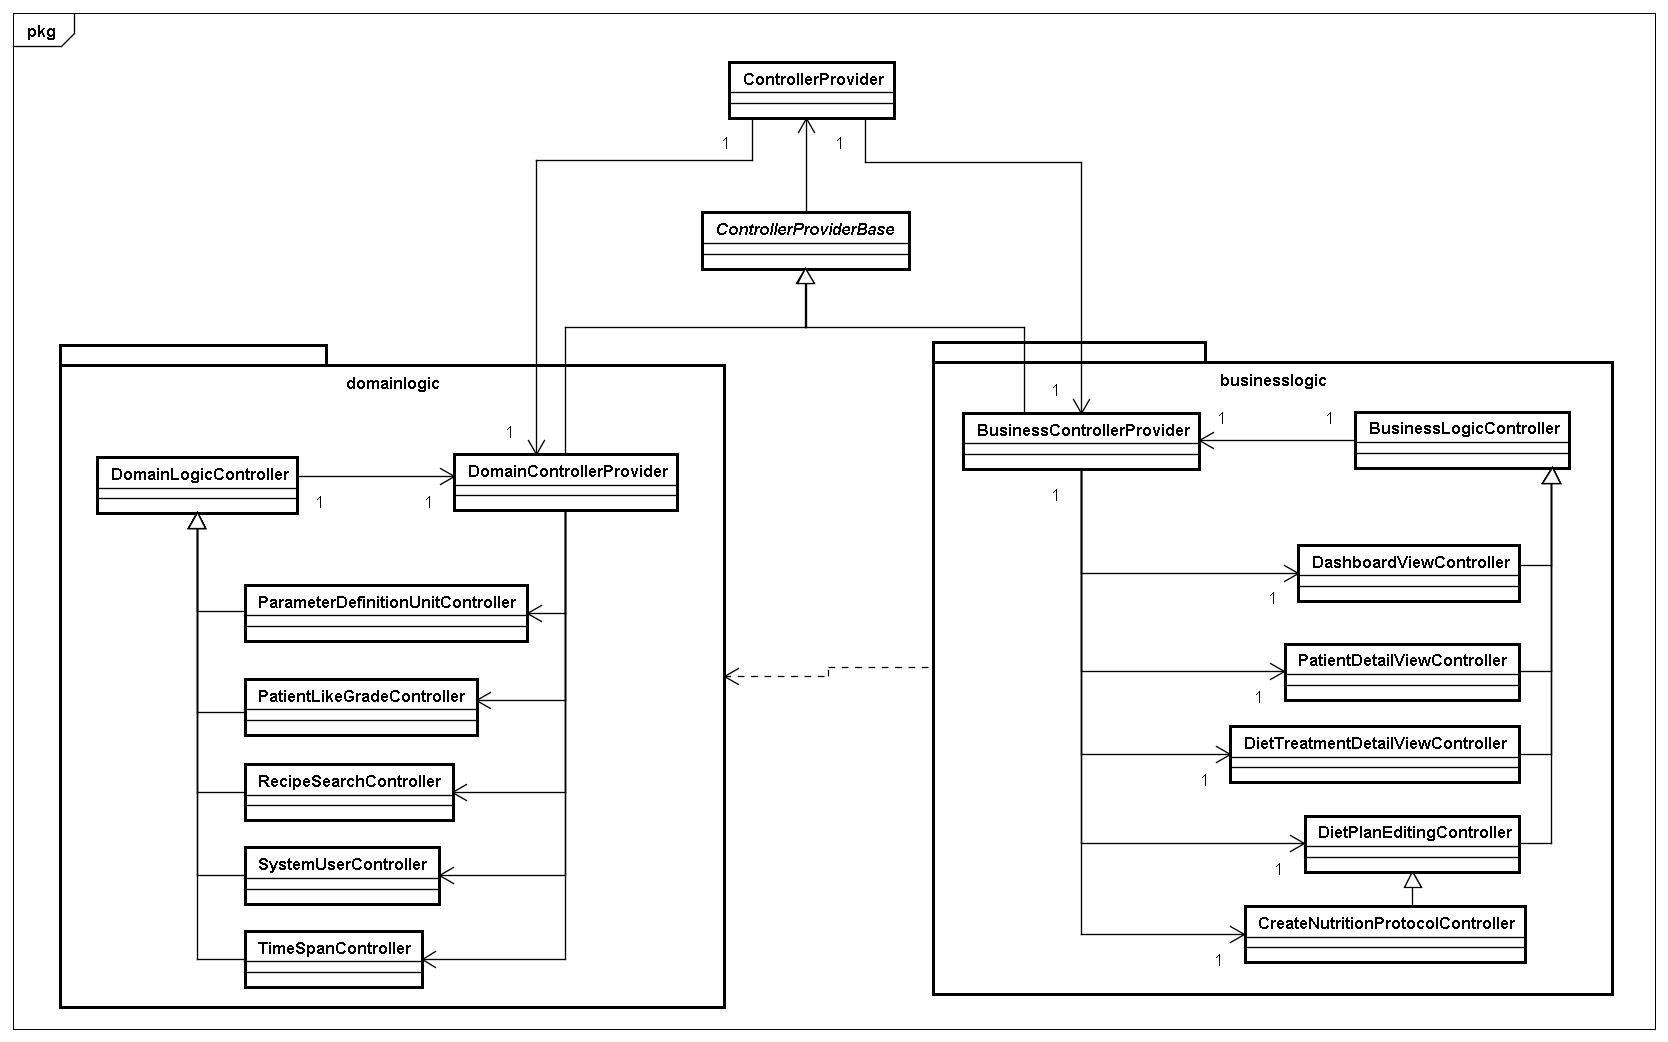 pkg
ControllerProvider
1
1
ControllerProviderBase
domainlogic
1
DomainLogicController
1
1
DomainControllerProvider
ParameterDefinitionUnitController
PatientLikeGradeController
RecipeSearchController
SystemUserController
TimeSpanController
businesslogic
1
BusinessControllerProvider
1
1
BusinessLogicController
1
DashboardViewController
1
PatientDetailViewController
1
DietTreatmentDetailViewController
1
DietPlanEditingController
1
CreateNutritionProtocolController
1